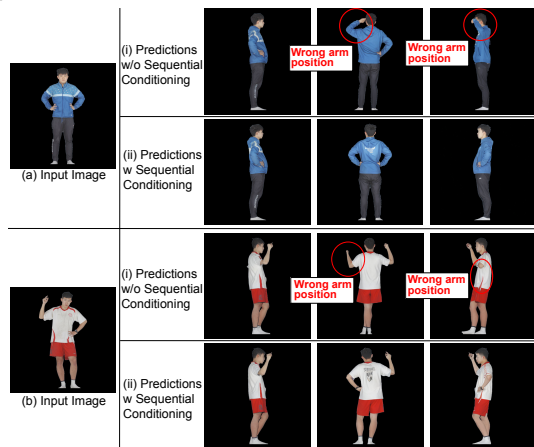 (i) Predictions
w/o Sequential
Conditioning
Wrong arm
position
Wrong arm
position
(ii) Predictions
w Sequential
Conditioning
(a) Input Image
(i) Predictions
w/o Sequential
Conditioning
Wrong arm
position
Wrong arm
position
(ii) Predictions
w Sequential
Conditioning
(b) Input Image